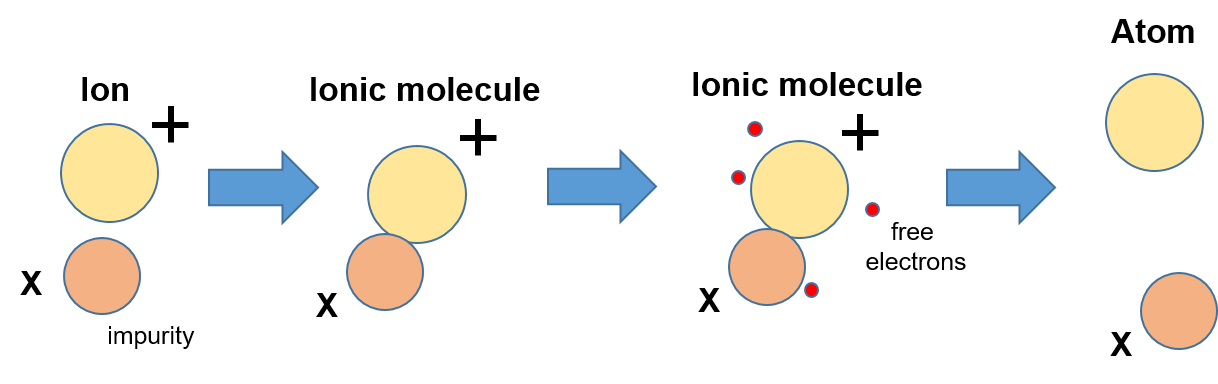 Ion
+
X
impurity
Ionic molecule
+
X
Ionic molecule
+
free
electrons
X
Atom
X